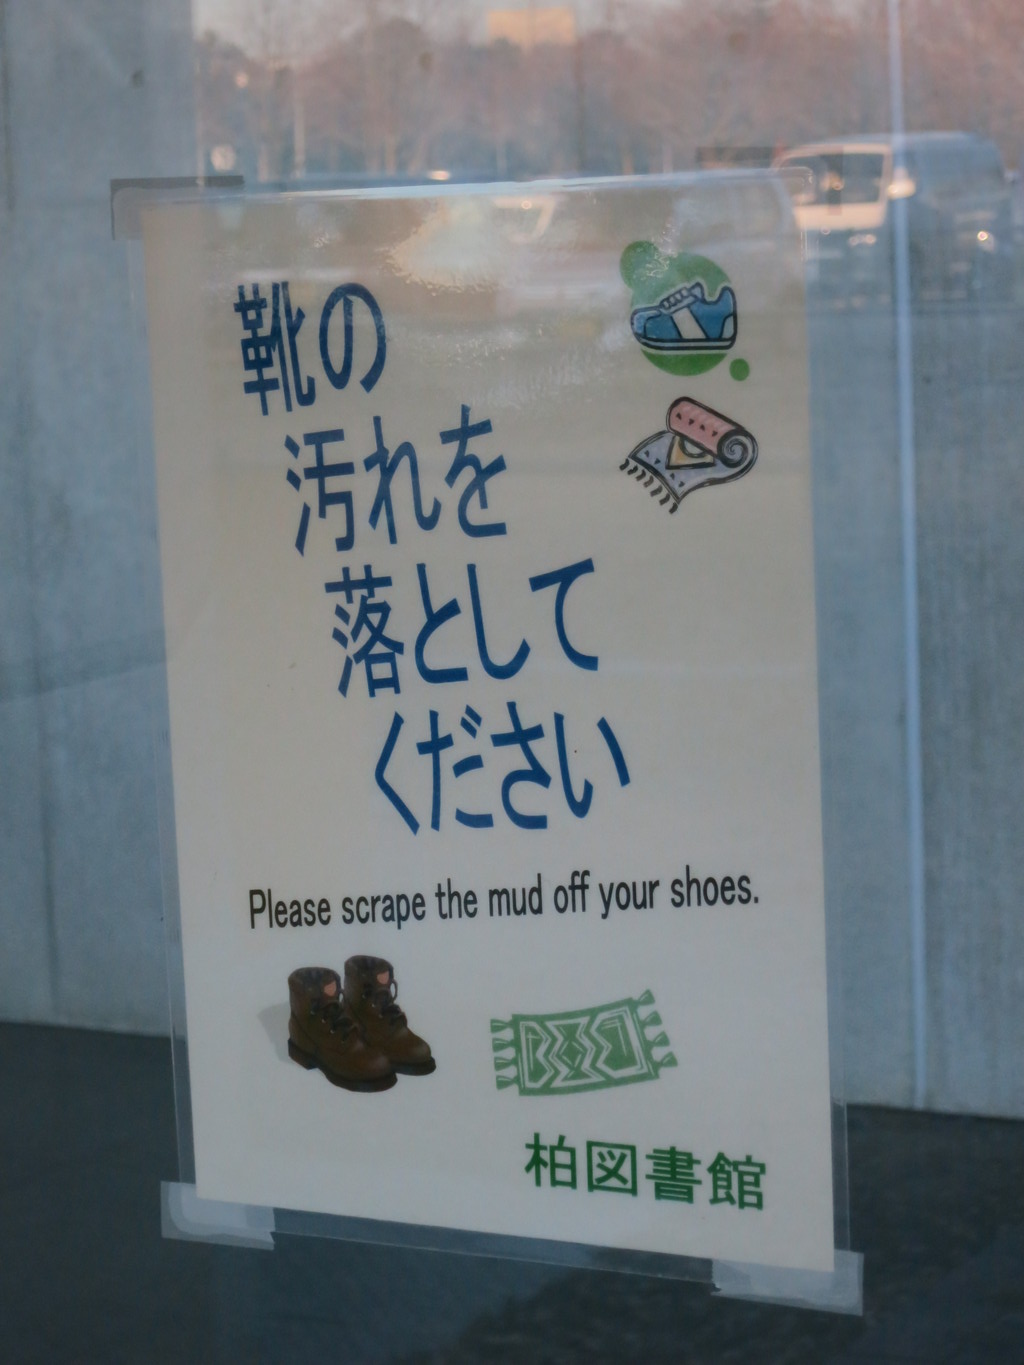 靴の
汚れを
落として
ください
Please scrape the mud off your shoes.
柏図書館